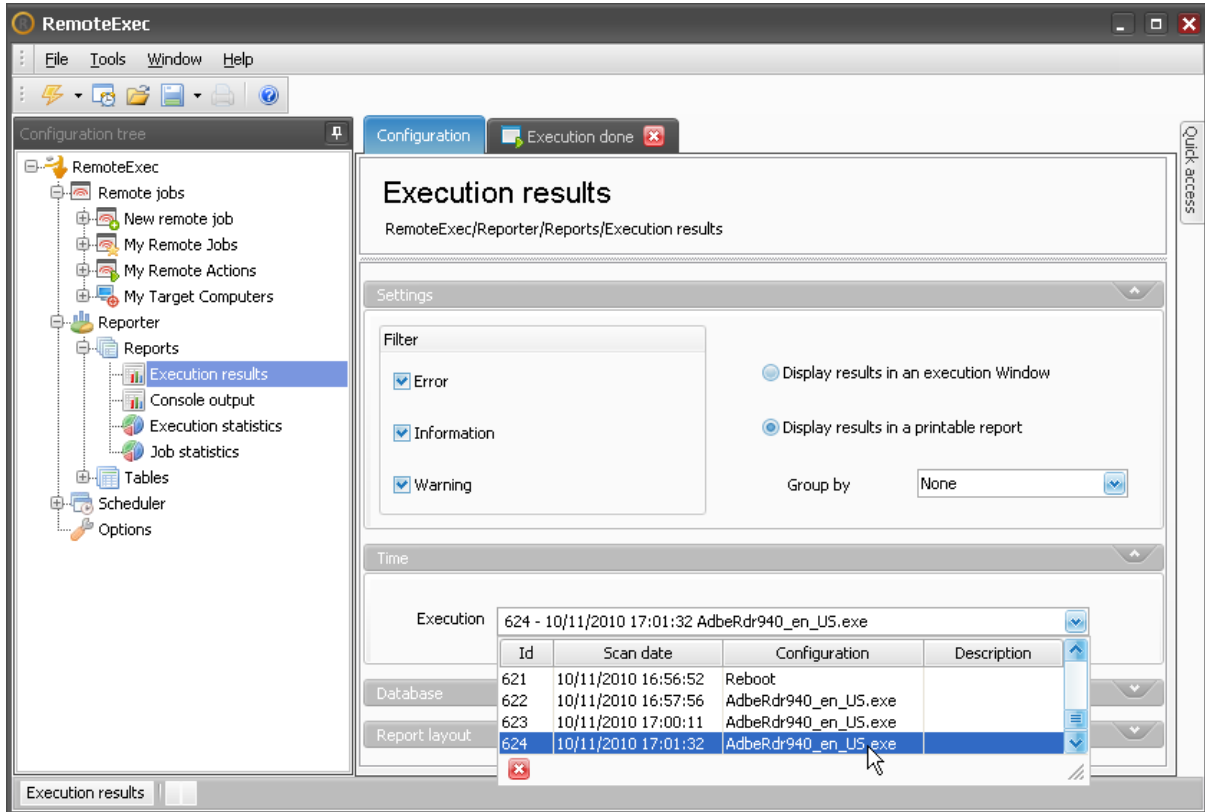 RemoteExec
File Tools Window Help
Configuration tree
RemoteExec
Remote jobs
New remote job
My Remote Jobs
My Remote Actions
My Target Computers
Reporter
Reports
Execution results
Console output
Execution statistics
Job statistics
Tables
Scheduler
Options
Configuration
Execution done
Quick access
Execution results
RemoteExec/Reporter/Reports/Execution results
Settings
Filter
Error
Information
Warning
Display results in an execution Window
Display results in a printable report
Group by None
Time
Execution 624 - 10/11/2010 17:01:32 AdbeRdr940_en_US.exe
Id Scan date Configuration Description
621 10/11/2010 16:56:52 Reboot
622 10/11/2010 16:57:56 AdbeRdr940_en_US.exe
623 10/11/2010 17:00:11 AdbeRdr940_en_US.exe
624 10/11/2010 17:01:32 AdbeRdr940_en_US.exe
Database
Report layout
Execution results